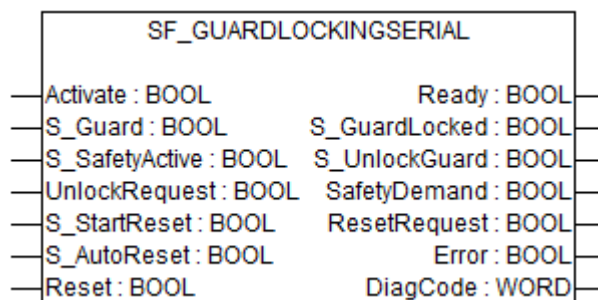 SF_GUARDLOCKINGSERIAL
Activate : BOOL Ready : BOOL
S_Guard : BOOL S_GuardLocked : BOOL
S_SafetyActive : BOOL S_UnlockGuard : BOOL
UnlockRequest : BOOL SafetyDemand : BOOL
S_StartReset : BOOL ResetRequest : BOOL
S_AutoReset : BOOL Error : BOOL
Reset : BOOL DiagCode : WORD